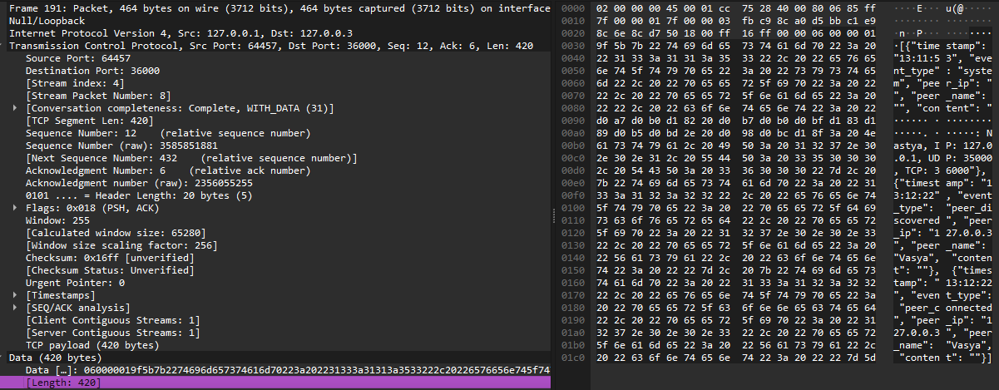 Frame 191: Packet, 464 bytes on wire (3712 bits), 464 bytes captured (3712 bits) on interface
Null/Loopback
Internet Protocol Version 4, Src: 127.0.0.1, Dst: 127.0.0.3
Transmission Control Protocol, Src Port: 64457, Dst Port: 36000, Seq: 12, Ack: 6, Len: 420
Source Port: 64457
Destination Port: 36000
[Stream index: 4]
[Stream Packet Number: 8]
[Conversation completeness: Complete, WITH_DATA (31)]
[TCP Segment Len: 420]
Sequence Number: 12    (relative sequence number)
Sequence Number (raw): 3585851881
[Next Sequence Number: 432    (relative sequence number)]
Acknowledgment Number: 6    (relative ack number)
Acknowledgment number (raw): 2356055255
0101 .... = Header Length: 20 bytes (5)
Flags: 0x018 (PSH, ACK)
Window: 255
[Calculated window size: 65280]
[Window size scaling factor: 256]
Checksum: 0x16ff [unverified]
[Checksum Status: Unverified]
Urgent Pointer: 0
[Timestamps]
[SEQ/ACK analysis]
[Client Contiguous Streams: 1]
[Server Contiguous Streams: 1]
TCP payload (420 bytes)
Data (420 bytes)
Data […]: 060000019f5b7b2274696d657374616d70223a202231333a31313a3533222c20226576656e745f74
[Length: 420]
0000 02 00 00 00 45 00 01 cc 75 28 40 00 80 06 85 ff ····E··· u(@·····
0010 7f 00 00 01 7f 00 00 03 fb c9 8c a0 d5 bb c1 e9 ········ ········
0020 8c 6e 8c d7 50 18 00 ff 16 ff 00 00 06 00 00 01 ·n··P··· ········
0030 9f 5b 7b 22 74 69 6d 65 73 74 61 6d 70 22 3a 20 ·[{"time stamp": 
0040 22 31 33 3a 31 31 3a 35 33 22 2c 20 22 65 76 65 "13:11:5 3", "eve
0050 6e 74 5f 74 79 70 65 22 3a 20 22 73 79 73 74 65 nt_type" : "syste
0060 6d 22 2c 20 22 70 65 65 72 5f 69 70 22 3a 20 22 m", "pee r_ip": "
0070 22 2c 20 22 70 65 65 72 5f 6e 61 6d 65 22 3a 20 ", "peer _name": 
0080 22 22 2c 20 22 63 6f 6e 74 65 6e 74 22 3a 20 22 "", "con tent": "
0090 d0 a7 d0 b0 d1 82 20 d0 b7 d0 b0 d0 bf d1 83 d1 ······ · ········
00a0 89 d0 b5 d0 bd 2e 20 d0 98 d0 bc d1 8f 3a 20 4e ·····. · ·····: N
00b0 61 73 74 79 61 2c 20 49 50 3a 20 31 32 37 2e 30 astya, I P: 127.0
00c0 2e 30 2e 31 2c 20 55 44 50 3a 20 33 35 30 30 30 .0.1, UD P: 35000
00d0 2c 20 54 43 50 3a 20 33 36 30 30 30 22 7d 2c 20 , TCP: 3 6000"}, 
00e0 7b 22 74 69 6d 65 73 74 61 6d 70 22 3a 20 22 31 {"timest amp": "1
00f0 33 3a 31 32 3a 32 32 22 2c 20 22 65 76 65 6e 74 3:12:22" , "event
0100 5f 74 79 70 65 22 3a 20 22 70 65 65 72 5f 64 69 _type":  "peer_di
0110 73 63 6f 76 65 72 65 64 22 2c 20 22 70 65 65 72 scovered ", "peer
0120 5f 69 70 22 3a 20 22 31 32 37 2e 30 2e 30 2e 33 _ip": "1 27.0.0.3
0130 22 2c 20 22 70 65 65 72 5f 6e 61 6d 65 22 3a 20 ", "peer _name": 
0140 22 56 61 73 79 61 22 2c 20 22 63 6f 6e 74 65 6e "Vasya",  "conten
0150 74 22 3a 20 22 22 7d 2c 20 7b 22 74 69 6d 65 73 t": ""},  {"times
0160 74 61 6d 70 22 3a 20 22 31 33 3a 31 32 3a 32 32 tamp": " 13:12:22
0170 22 2c 20 22 65 76 65 6e 74 5f 74 79 70 65 22 3a ", "even t_type":
0180 20 22 70 65 65 72 5f 63 6f 6e 6e 65 63 74 65 64  "peer_c onnected
0190 22 2c 20 22 70 65 65 72 5f 69 70 22 3a 20 22 31 ", "peer _ip": "1
01a0 32 37 2e 30 2e 30 2e 33 22 2c 20 22 70 65 65 72 27.0.0.3 ", "peer
01b0 5f 6e 61 6d 65 22 3a 20 22 56 61 73 79 61 22 2c _name":  "Vasya",
01c0 20 22 63 6f 6e 74 65 6e 74 22 3a 20 22 22 7d 5d  "conten t": ""}]